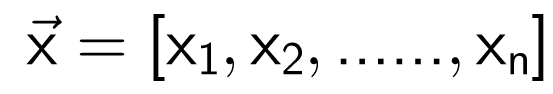 x⃗ = [x₁, x₂, ......, xₙ]